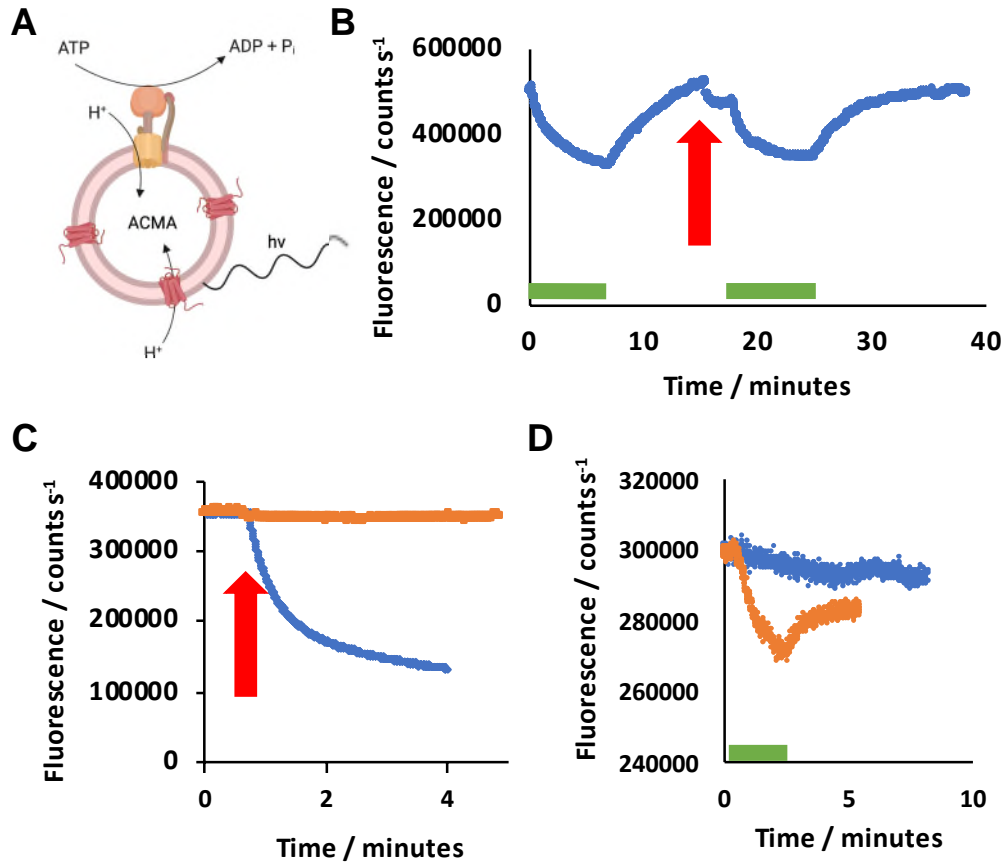 A
ATP
ADP + Pi
H+
ACMA
hv
H+
B
Fluorescence / counts s-1
600000
400000
200000
0
0 10 20 30 40
Time / minutes
C
Fluorescence / counts s-1
400000
300000
200000
100000
0
0 2 4
Time / minutes
D
Fluorescence / counts s-1
320000
300000
280000
260000
240000
0 5 10
Time / minutes